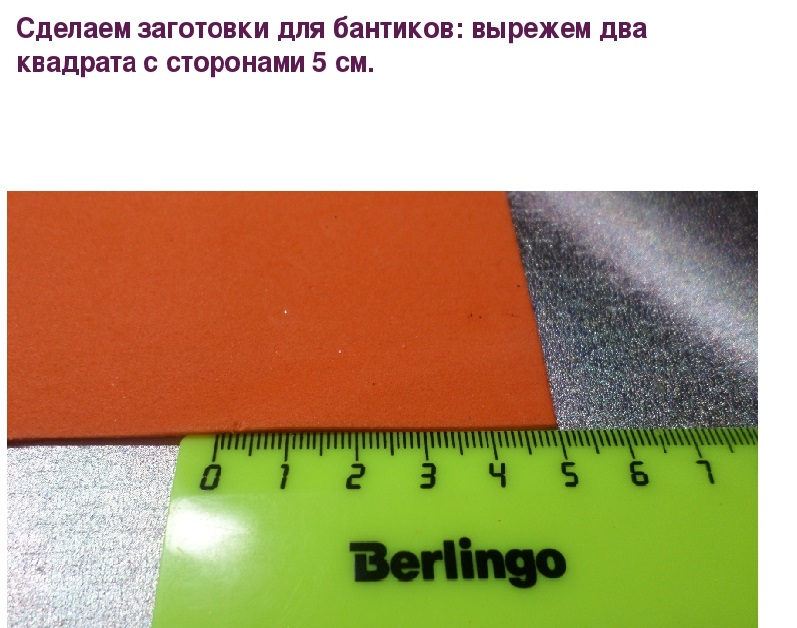 Сделаем заготовки для бантиков: вырежем два
квадрата с сторонами 5 см.
0 1 2 3 4 5 6 7
Berlingo